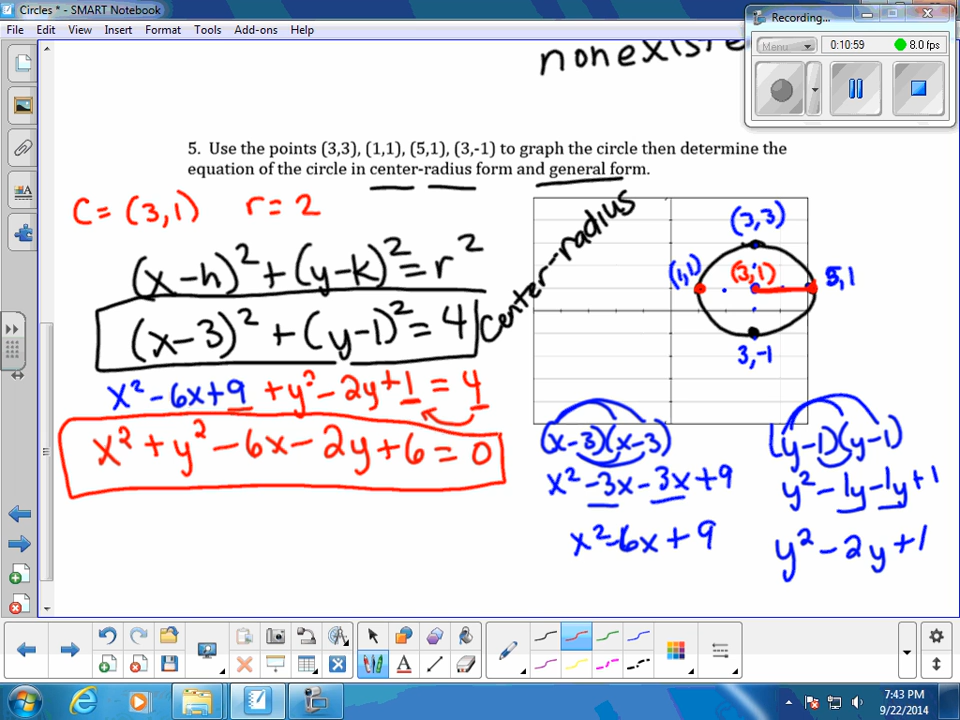 Circles * - SMART Notebook
File Edit View Insert Format Tools Add-ons Help
Recording...
Menu 0:10:59 8.0 fps
nonexiste
5. Use the points (3,3), (1,1), (5,1), (3,-1) to graph the circle then determine the
equation of the circle in center-radius form and general form.
C = (3,1) r = 2
(x-h)² + (y-k)² = r²
(x-3)² + (y-1)² = 4
center-radius
x² - 6x + 9 + y² - 2y + 1 = 4
x² + y² - 6x - 2y + 6 = 0
(3,3)
(1,1)
(3,1)
5,1
3,-1
(x-3)(x-3)
x² - 3x - 3x + 9
x² - 6x + 9
(y-1)(y-1)
y² - 1y - 1y + 1
y² - 2y + 1
7:43 PM
9/22/2014